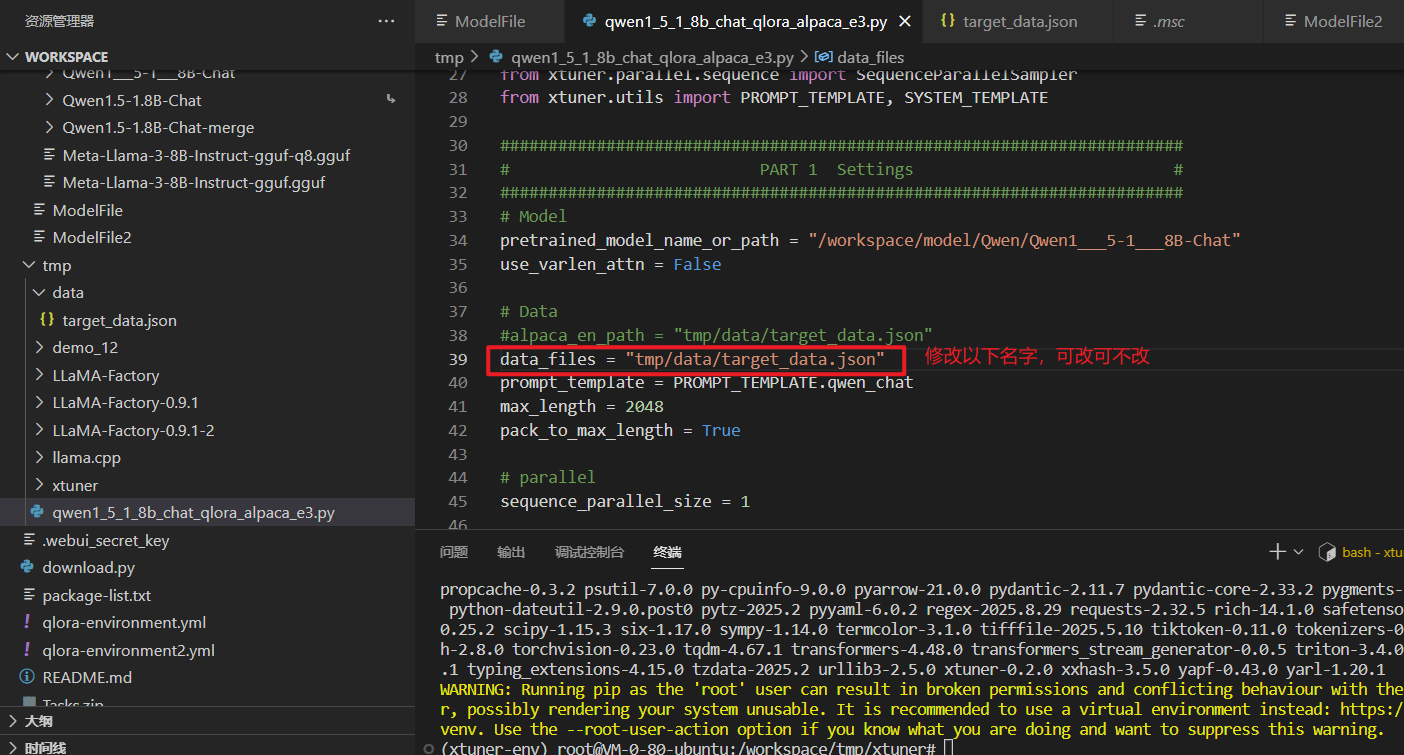 资源管理器
WORKSPACE
Qwen1___5-1___8B-Chat
Qwen1.5-1.8B-Chat
Qwen1.5-1.8B-Chat-merge
Meta-Llama-3-8B-Instruct-gguf-q8.gguf
Meta-Llama-3-8B-Instruct-gguf.gguf
ModelFile
ModelFile2
tmp
data
{} target_data.json
demo_12
LLaMA-Factory
LLaMA-Factory-0.9.1
LLaMA-Factory-0.9.1-2
llama.cpp
xtuner
qwen1_5_1_8b_chat_qlora_alpaca_e3.py
.webui_secret_key
download.py
package-list.txt
! qlora-environment.yml
! qlora-environment2.yml
README.md
Tasks.zip
大纲
时间线
ModelFile
qwen1_5_1_8b_chat_qlora_alpaca_e3.py
{} target_data.json
.msc
ModelFile2
tmp > qwen1_5_1_8b_chat_qlora_alpaca_e3.py > data_files
27 from xtuner.parallel.sequence import SequenceParallelSampler
28 from xtuner.utils import PROMPT_TEMPLATE, SYSTEM_TEMPLATE
29
30 #######################################################################
31 #                          PART 1  Settings                           #
32 #######################################################################
33 # Model
34 pretrained_model_name_or_path = "/workspace/model/Qwen/Qwen1___5-1___8B-Chat"
35 use_varlen_attn = False
36
37 # Data
38 #alpaca_en_path = "tmp/data/target_data.json"
39 data_files = "tmp/data/target_data.json" 修改以下名字，可改可不改
40 prompt_template = PROMPT_TEMPLATE.qwen_chat
41 max_length = 2048
42 pack_to_max_length = True
43
44 # parallel
45 sequence_parallel_size = 1
46
问题 输出 调试控制台 终端
bash - xtu
propcache-0.3.2 psutil-7.0.0 py-cpuinfo-9.0.0 pyarrow-21.0.0 pydantic-2.11.7 pydantic-core-2.33.2 pygments-
python-dateutil-2.9.0.post0 pytz-2025.2 pyyaml-6.0.2 regex-2025.8.29 requests-2.32.5 rich-14.1.0 safetenso
0.25.2 scipy-1.15.3 six-1.17.0 sympy-1.14.0 termcolor-3.1.0 tifffile-2025.5.10 tiktoken-0.11.0 tokenizers-0
h-2.8.0 torchvision-0.23.0 tqdm-4.67.1 transformers-4.48.0 transformers_stream_generator-0.0.5 triton-3.4.0
.1 typing_extensions-4.15.0 tzdata-2025.2 urllib3-2.5.0 xtuner-0.2.0 xxhash-3.5.0 yapf-0.43.0 yarl-1.20.1
WARNING: Running pip as the 'root' user can result in broken permissions and conflicting behaviour with the
r, possibly rendering your system unusable. It is recommended to use a virtual environment instead: https:/
venv. Use the --root-user-action option if you know what you are doing and want to suppress this warning.
(xtuner-env) root@VM-0-80-ubuntu:/workspace/tmp/xtuner#